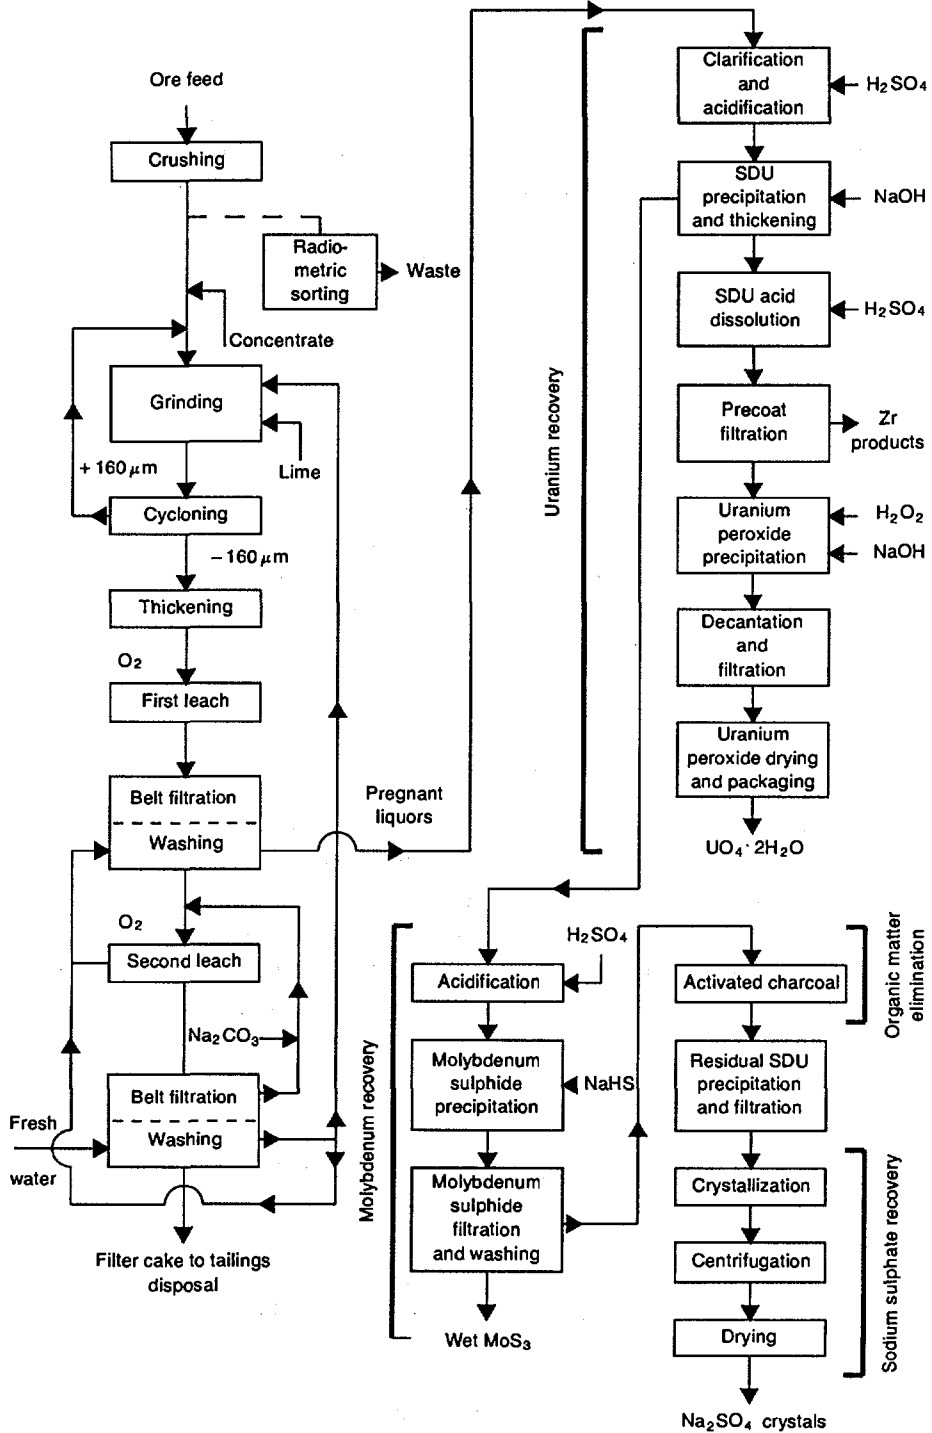 Ore feed
Crushing
Radio-
metric
sorting
Waste
Concentrate
Grinding
Lime
+ 160 μm
Cycloning
− 160 μm
Thickening
O₂
First leach
Belt filtration
Washing
Pregnant
liquors
O₂
Second leach
Na₂CO₃
Belt filtration
Washing
Fresh
water
Filter cake to tailings
disposal
Uranium recovery
Clarification
and
acidification
H₂SO₄
SDU
precipitation
and thickening
NaOH
SDU acid
dissolution
H₂SO₄
Precoat
filtration
Zr
products
Uranium
peroxide
precipitation
H₂O₂
NaOH
Decantation
and
filtration
Uranium
peroxide drying
and packaging
UO₄·2H₂O
Molybdenum recovery
H₂SO₄
Acidification
Molybdenum
sulphide
precipitation
NaHS
Molybdenum
sulphide
filtration
and washing
Wet MoS₃
Organic matter
elimination
Activated charcoal
Residual SDU
precipitation
and filtration
Sodium sulphate recovery
Crystallization
Centrifugation
Drying
Na₂SO₄ crystals